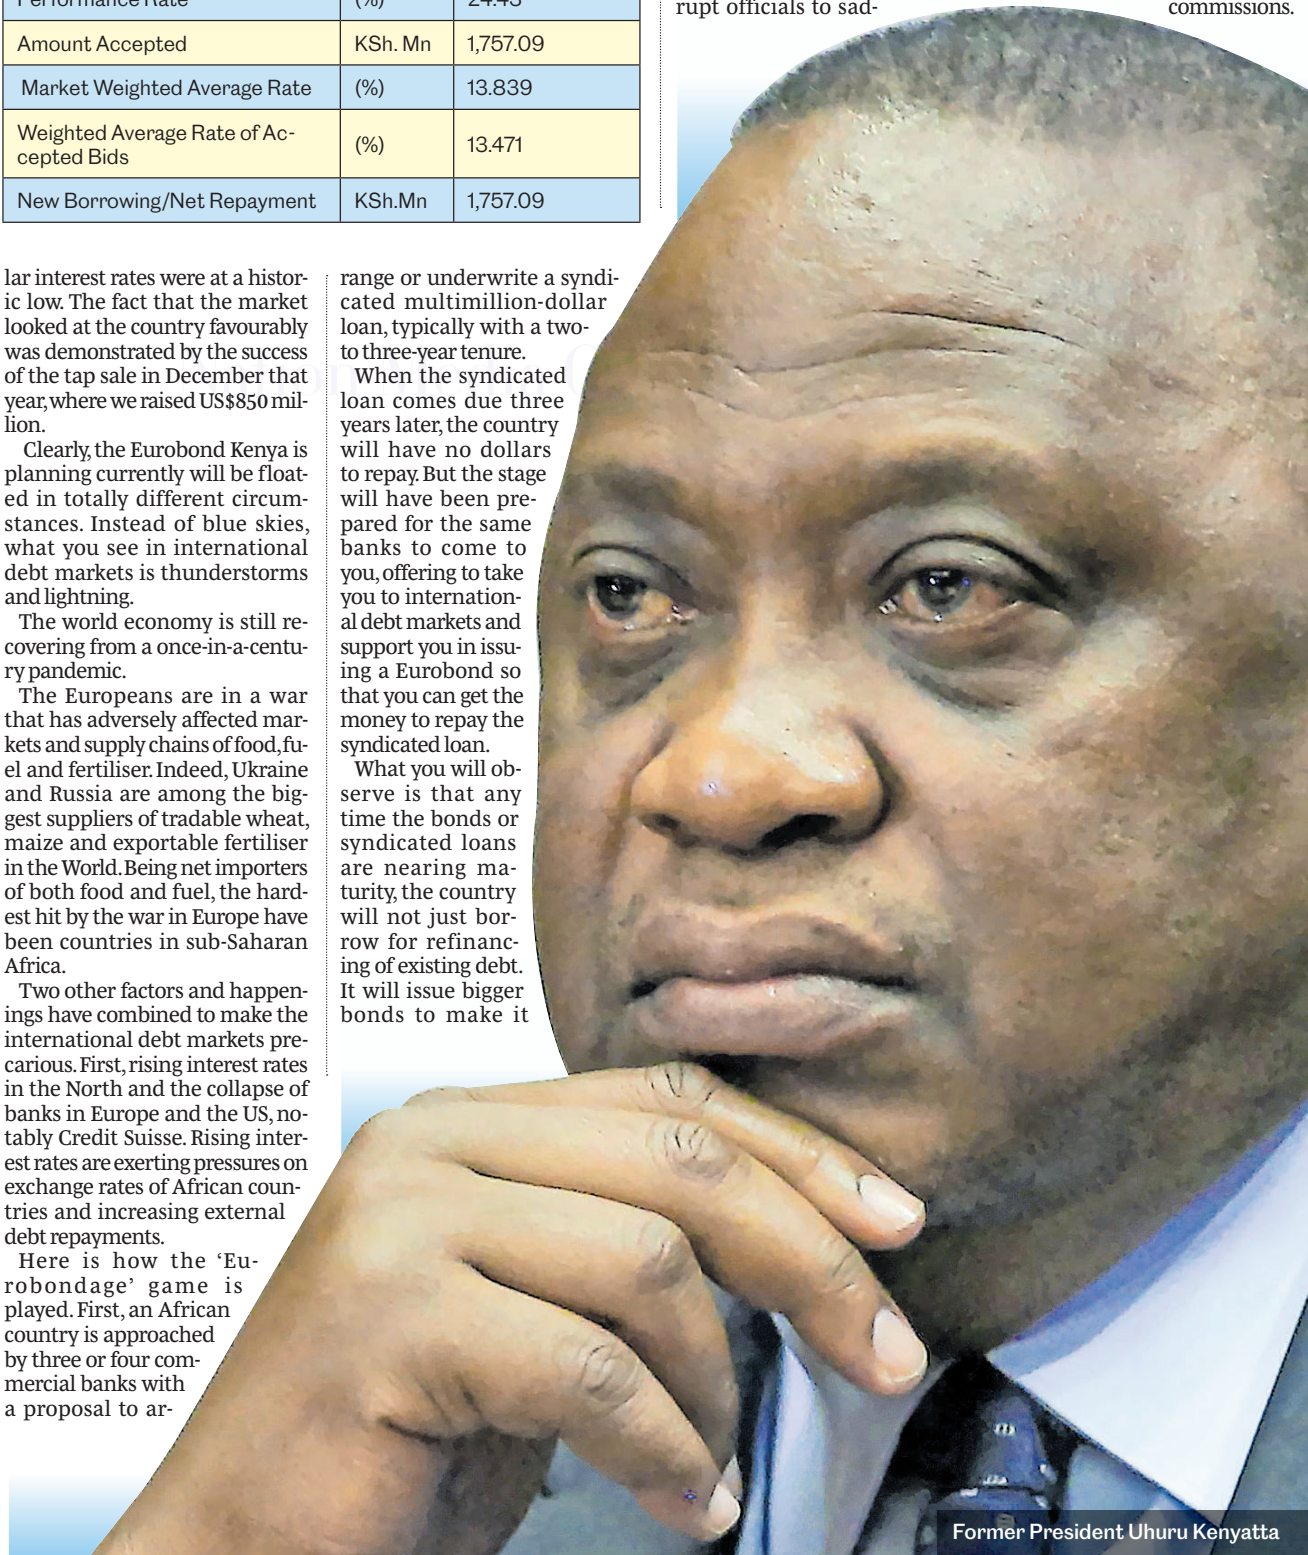 Performance Rate (%) 24.43
Amount Accepted KSh. Mn 1,757.09
Market Weighted Average Rate (%) 13.839
Weighted Average Rate of Ac-
cepted Bids (%) 13.471
New Borrowing/Net Repayment KSh.Mn 1,757.09
lar interest rates were at a histor-
ic low. The fact that the market
looked at the country favourably
was demonstrated by the success
of the tap sale in December that
year, where we raised US$850 mil-
lion.
Clearly, the Eurobond Kenya is
planning currently will be float-
ed in totally different circum-
stances. Instead of blue skies,
what you see in international
debt markets is thunderstorms
and lightning.
The world economy is still re-
covering from a once-in-a-centu-
ry pandemic.
The Europeans are in a war
that has adversely affected mar-
kets and supply chains of food, fu-
el and fertiliser. Indeed, Ukraine
and Russia are among the big-
gest suppliers of tradable wheat,
maize and exportable fertiliser
in the World. Being net importers
of both food and fuel, the hard-
est hit by the war in Europe have
been countries in sub-Saharan
Africa.
Two other factors and happen-
ings have combined to make the
international debt markets pre-
carious. First, rising interest rates
in the North and the collapse of
banks in Europe and the US, no-
tably Credit Suisse. Rising inter-
est rates are exerting pressures on
exchange rates of African coun-
tries and increasing external
debt repayments.
Here is how the ‘Eu-
robondage’ game is
played. First, an African
country is approached
by three or four com-
mercial banks with
a proposal to ar-
range or underwrite a syndi-
cated multimillion-dollar
loan, typically with a two-
to three-year tenure.
When the syndicated
loan comes due three
years later, the country
will have no dollars
to repay. But the stage
will have been pre-
pared for the same
banks to come to
you, offering to take
you to internation-
al debt markets and
support you in issu-
ing a Eurobond so
that you can get the
money to repay the
syndicated loan.
What you will ob-
serve is that any
time the bonds or
syndicated loans
are nearing ma-
turity, the country
will not just bor-
row for refinanc-
ing of existing debt.
It will issue bigger
bonds to make it
rupt officials to sad-
commissions.
Former President Uhuru Kenyatta